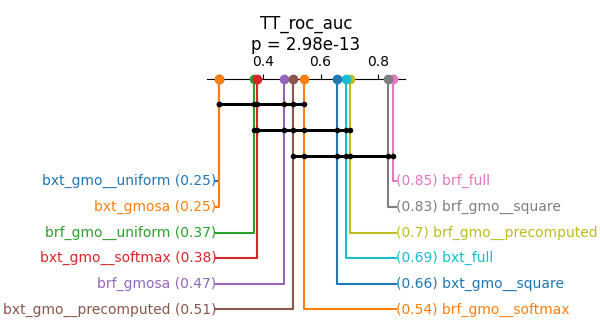 TT_roc_auc
p = 2.98e-13
0.4 0.6 0.8
bxt_gmo__uniform (0.25)
bxt_gmosa (0.25)
brf_gmo__uniform (0.37)
bxt_gmo__softmax (0.38)
brf_gmosa (0.47)
bxt_gmo__precomputed (0.51)
(0.85) brf_full
(0.83) brf_gmo__square
(0.7) brf_gmo__precomputed
(0.69) bxt_full
(0.66) bxt_gmo__square
(0.54) brf_gmo__softmax